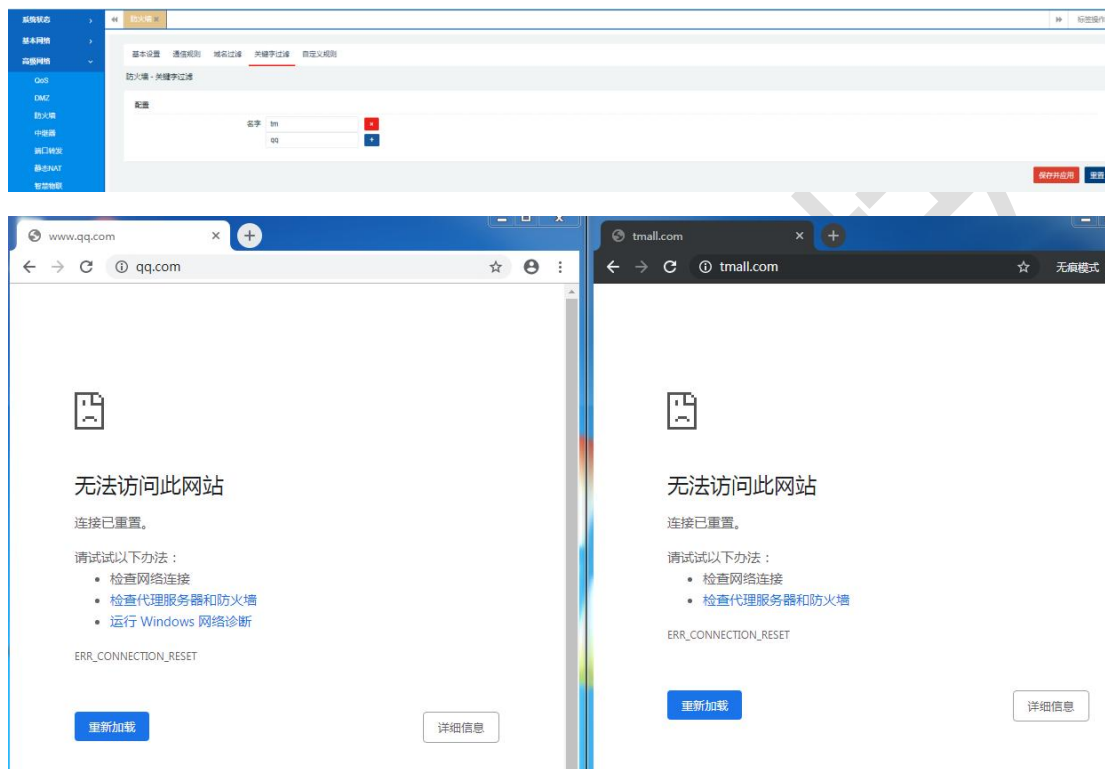 系统状态
基本网络
高级网络
QoS
DMZ
防火墙
中继器
端口转发
静态NAT
智慧物联
防火墙 ×
标签操作
基本设置 通信规则 域名过滤 关键字过滤 自定义规则
防火墙 - 关键字过滤
配置
名字 tm ×
qq +
保存并应用 重置
www.qq.com
qq.com
无法访问此网站
连接已重置。
请试试以下办法：
• 检查网络连接
• 检查代理服务器和防火墙
• 运行 Windows 网络诊断
ERR_CONNECTION_RESET
重新加载 详细信息
tmall.com
tmall.com 无痕模式
无法访问此网站
连接已重置。
请试试以下办法：
• 检查网络连接
• 检查代理服务器和防火墙
ERR_CONNECTION_RESET
重新加载 详细信息